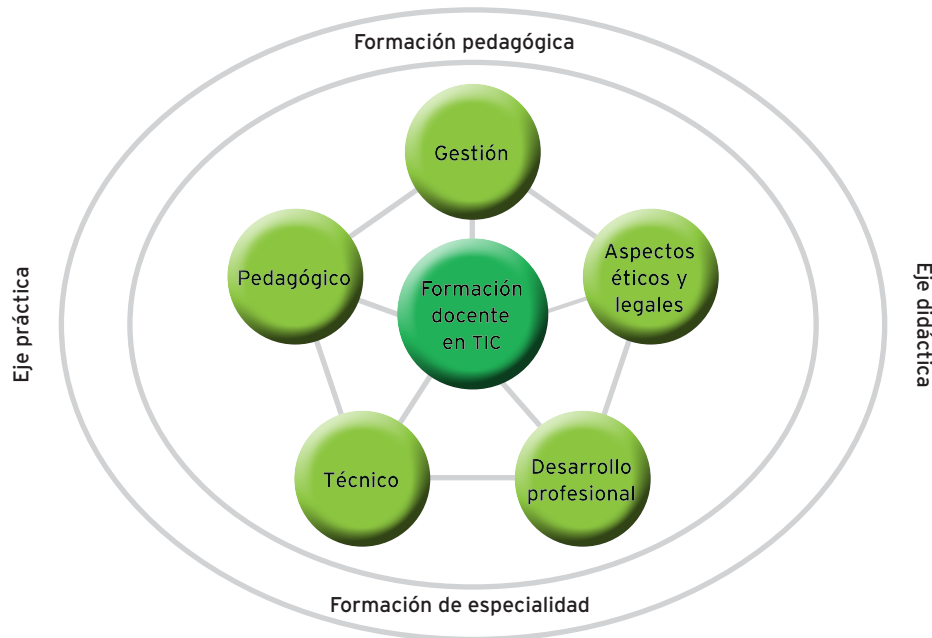 Formación pedagógica
Gestión
Pedagógico
Aspectos
éticos y
legales
Formación
docente
en TIC
Eje práctica
Eje didáctica
Técnico
Desarrollo
profesional
Formación de especialidad